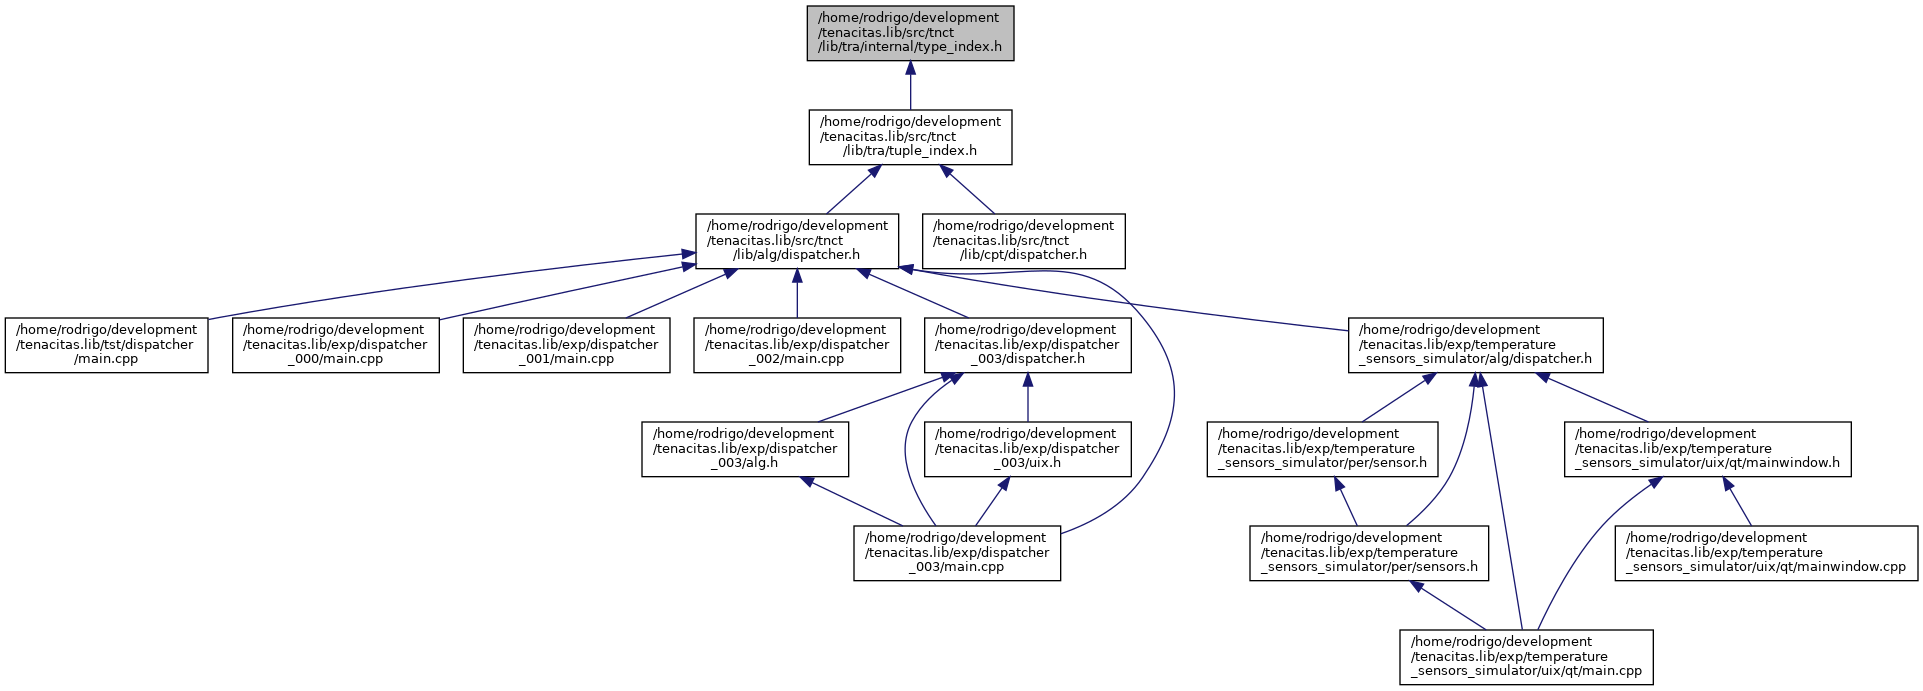 /home/rodrigo/development
/tenacitas.lib/src/tnct
/lib/tra/internal/type_index.h
/home/rodrigo/development
/tenacitas.lib/src/tnct
/lib/tra/tuple_index.h
/home/rodrigo/development
/tenacitas.lib/src/tnct
/lib/alg/dispatcher.h
/home/rodrigo/development
/tenacitas.lib/src/tnct
/lib/cpt/dispatcher.h
/home/rodrigo/development
/tenacitas.lib/tst/dispatcher
/main.cpp
/home/rodrigo/development
/tenacitas.lib/exp/dispatcher
_000/main.cpp
/home/rodrigo/development
/tenacitas.lib/exp/dispatcher
_001/main.cpp
/home/rodrigo/development
/tenacitas.lib/exp/dispatcher
_002/main.cpp
/home/rodrigo/development
/tenacitas.lib/exp/dispatcher
_003/dispatcher.h
/home/rodrigo/development
/tenacitas.lib/exp/temperature
_sensors_simulator/alg/dispatcher.h
/home/rodrigo/development
/tenacitas.lib/exp/dispatcher
_003/alg.h
/home/rodrigo/development
/tenacitas.lib/exp/dispatcher
_003/uix.h
/home/rodrigo/development
/tenacitas.lib/exp/temperature
_sensors_simulator/per/sensor.h
/home/rodrigo/development
/tenacitas.lib/exp/temperature
_sensors_simulator/uix/qt/mainwindow.h
/home/rodrigo/development
/tenacitas.lib/exp/dispatcher
_003/main.cpp
/home/rodrigo/development
/tenacitas.lib/exp/temperature
_sensors_simulator/per/sensors.h
/home/rodrigo/development
/tenacitas.lib/exp/temperature
_sensors_simulator/uix/qt/mainwindow.cpp
/home/rodrigo/development
/tenacitas.lib/exp/temperature
_sensors_simulator/uix/qt/main.cpp